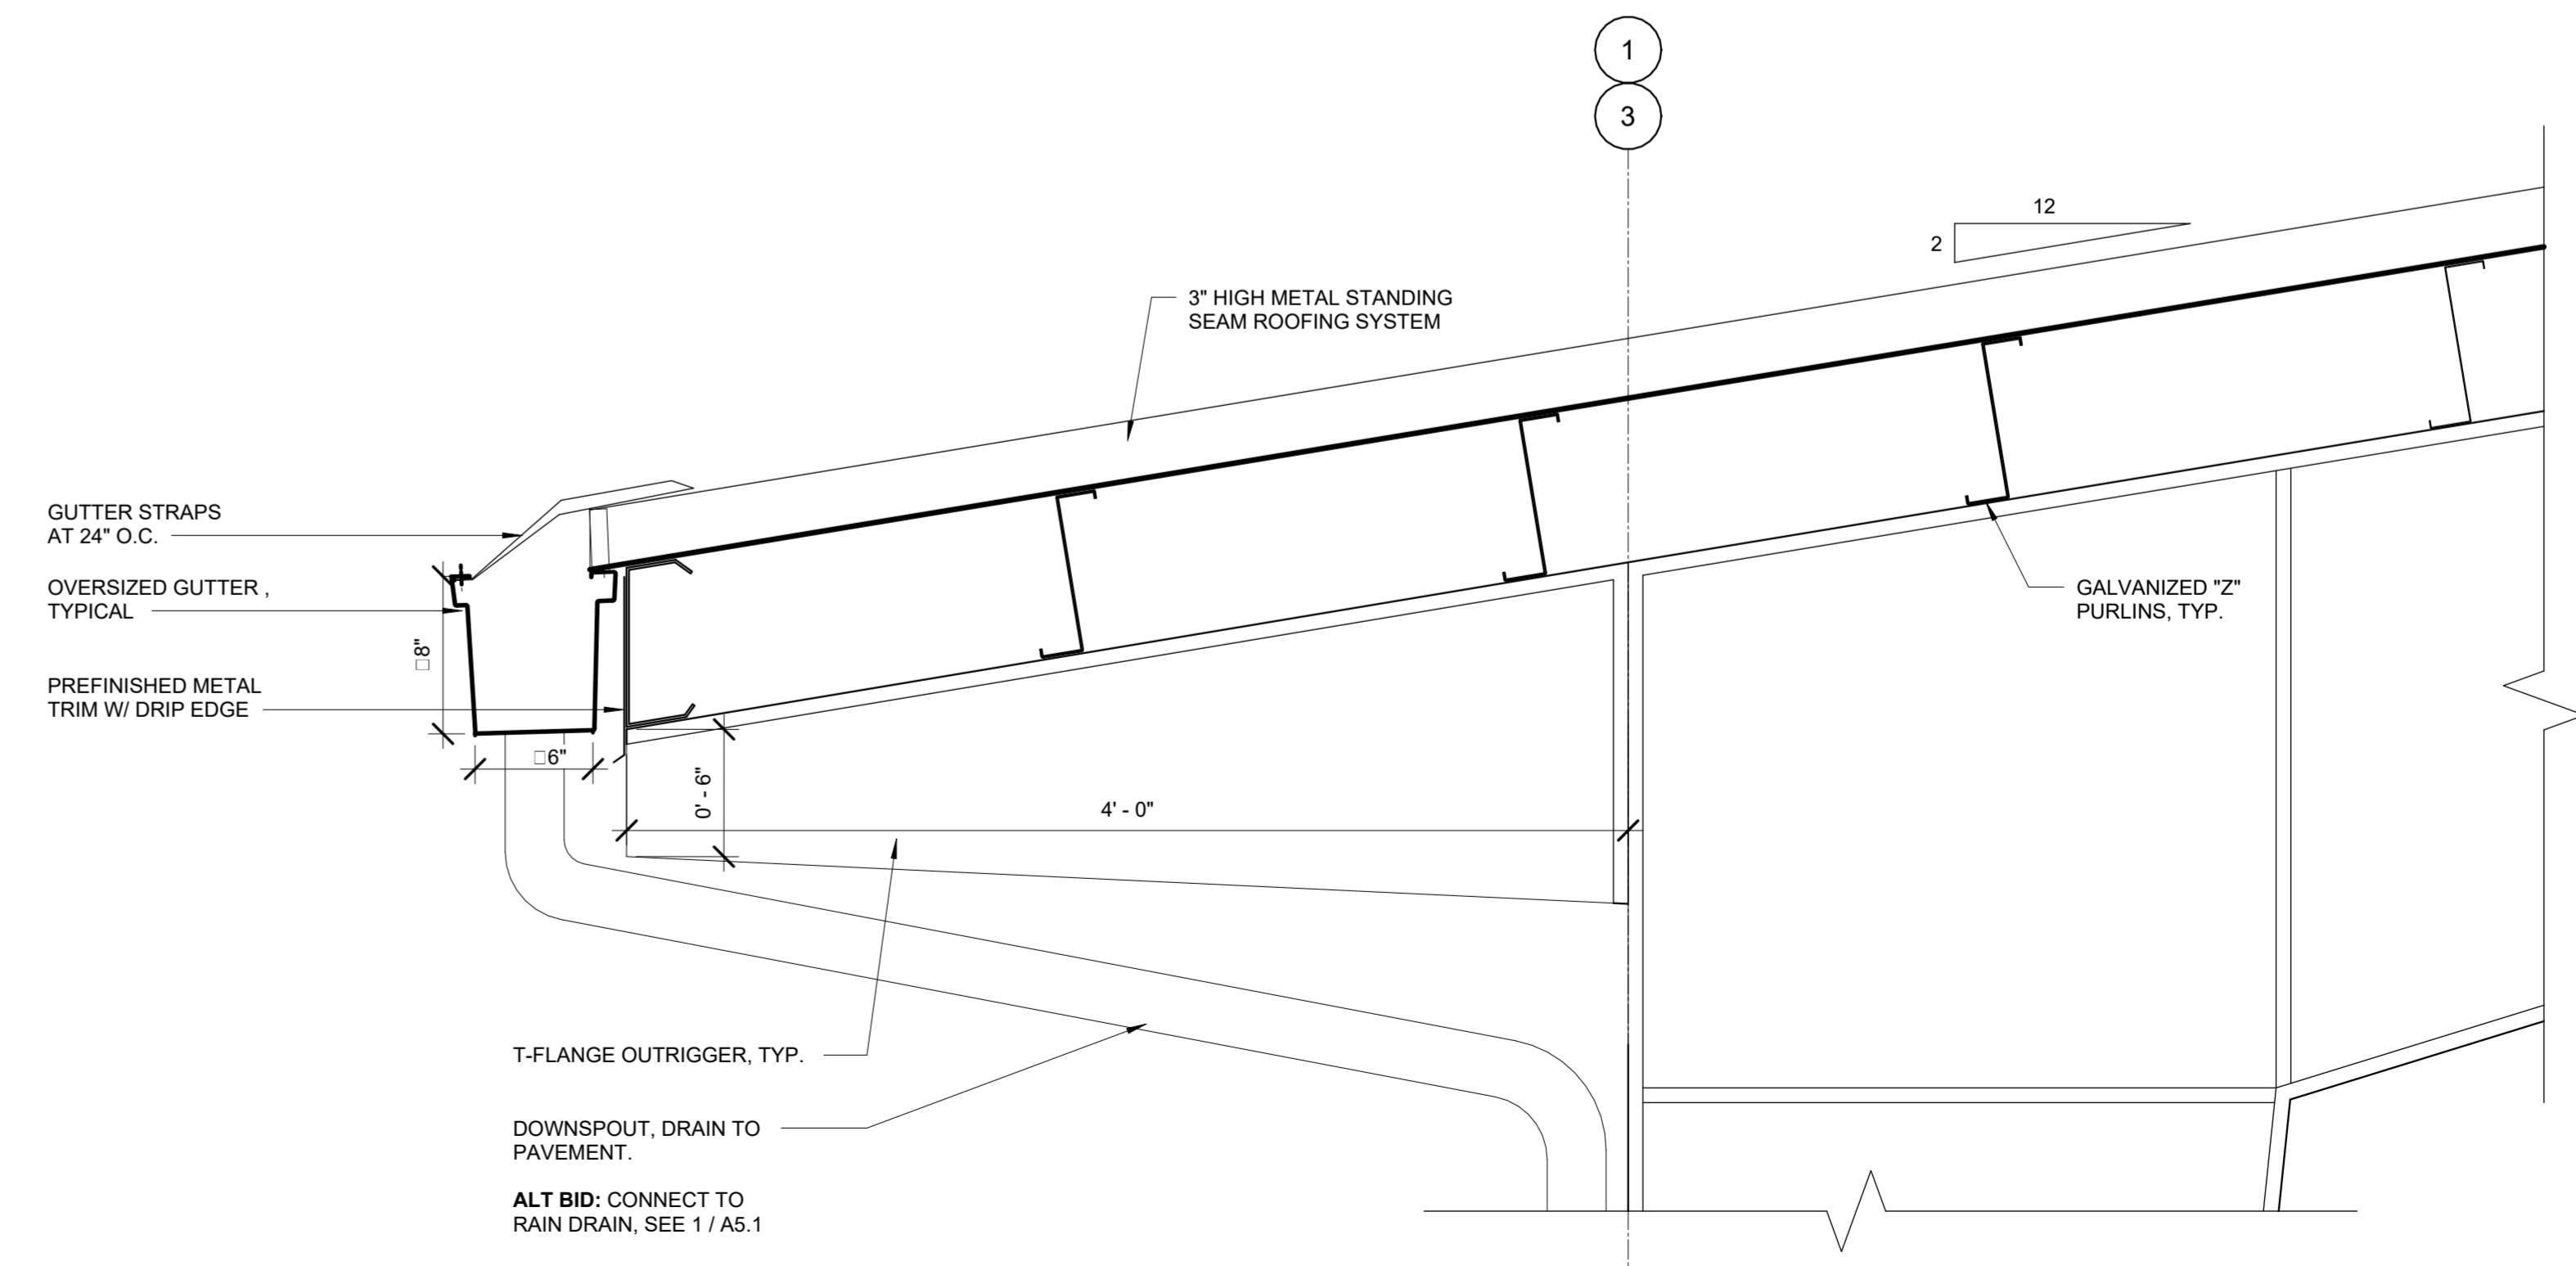 1
3
12
2
3" HIGH METAL STANDING
SEAM ROOFING SYSTEM
GUTTER STRAPS
AT 24" O.C.
OVERSIZED GUTTER ,
TYPICAL
GALVANIZED "Z"
PURLINS, TYP.
□8"
PREFINISHED METAL
TRIM W/ DRIP EDGE
□6"
0' - 6"
4' - 0"
T-FLANGE OUTRIGGER, TYP.
DOWNSPOUT, DRAIN TO
PAVEMENT.
ALT BID: CONNECT TO
RAIN DRAIN, SEE 1 / A5.1